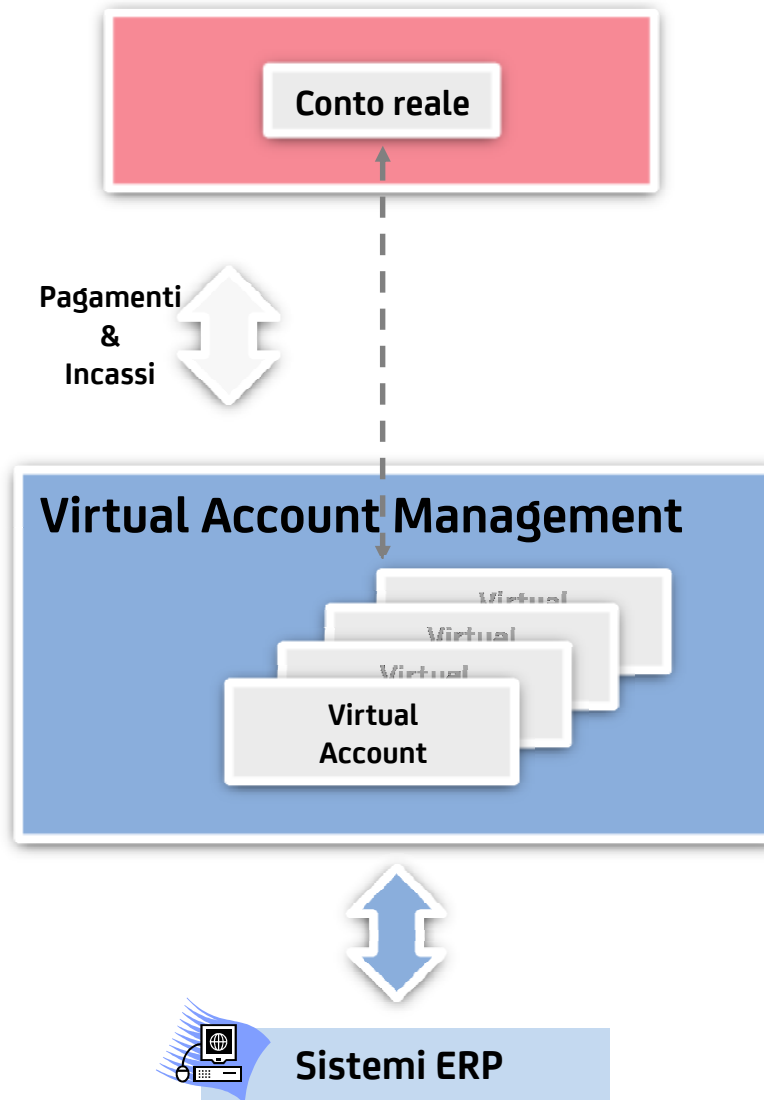 Conto reale
Pagamenti
&
Incassi
Virtual Account Management
Virtual
Virtual
Virtual
Virtual
Account
Sistemi ERP